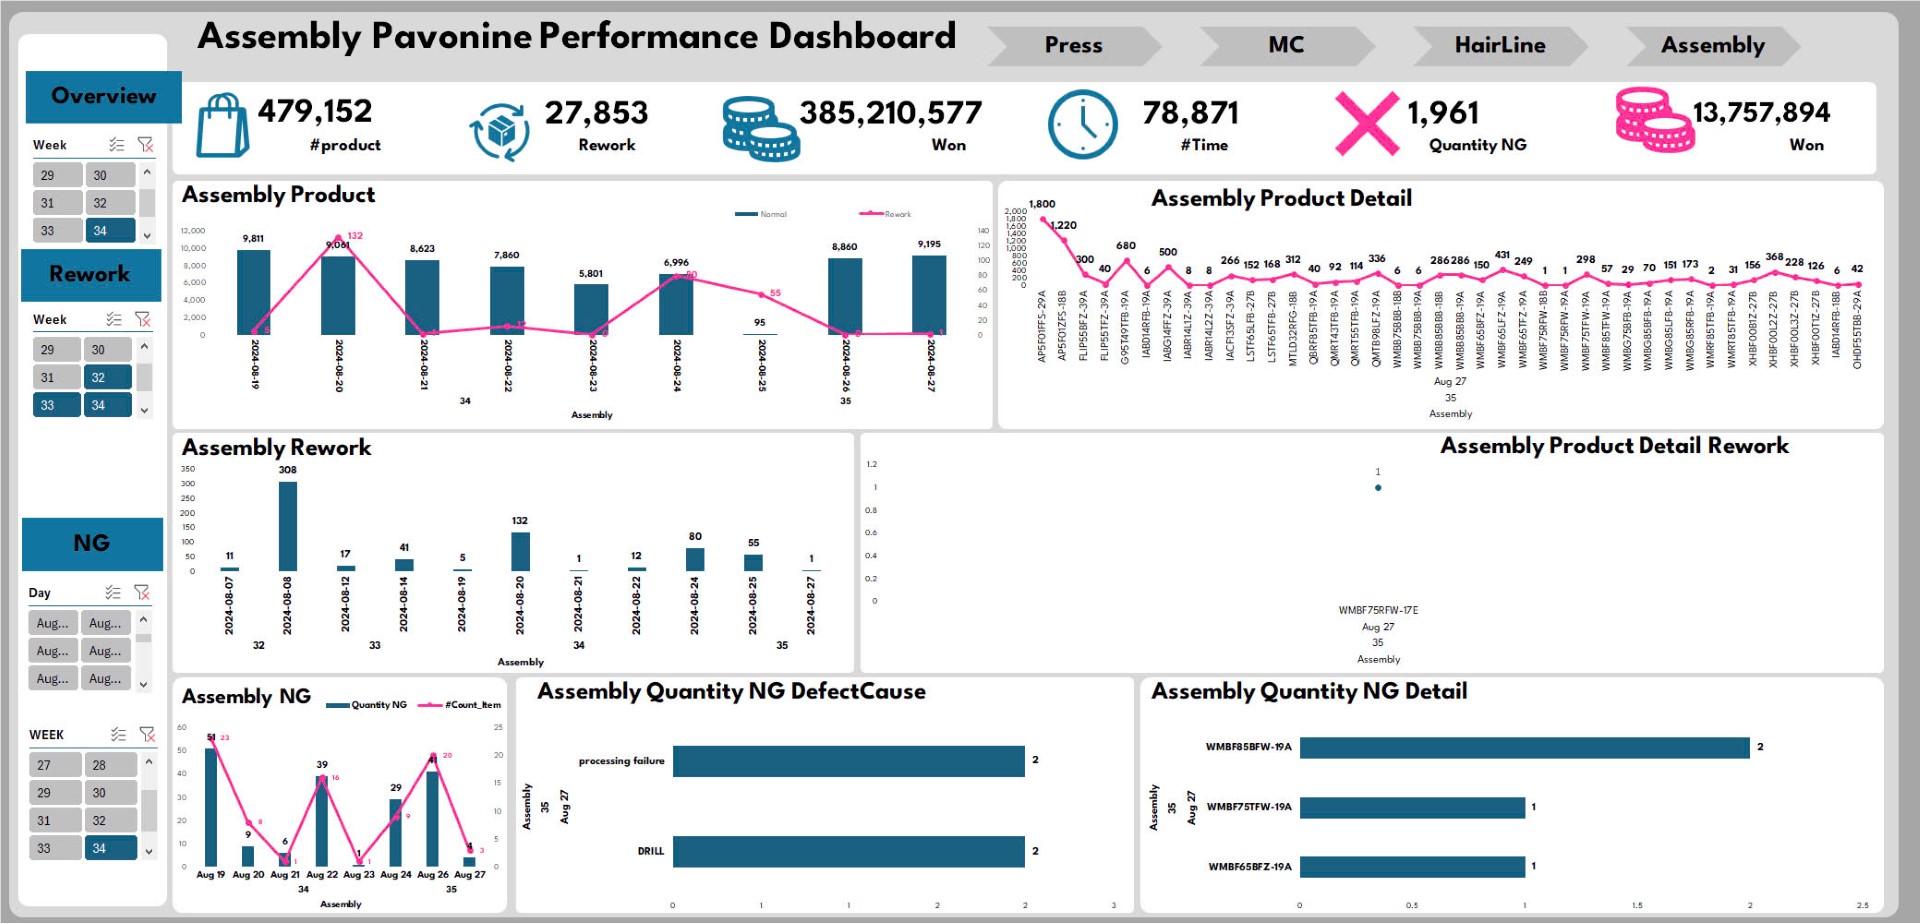 Assembly Pavonine Performance Dashboard
Press
MC
HairLine
Assembly
Overview
Week
29 30
31 32
33 34
Rework
Week
29 30
31 32
33 34
NG
Day
Aug... Aug...
Aug... Aug...
Aug... Aug...
WEEK
27 28
29 30
31 32
33 34
479,152
#product
27,853
Rework
385,210,577
Won
78,871
#Time
1,961
Quantity NG
13,757,894
Won
Assembly Product
Normal Rework
12,000
10,000
8,000
6,000
4,000
2,000
0
9,811 9,061 8,623 7,860 5,801 6,996 95 8,860 9,195
132 12 80 55 0 1
140
120
100
80
60
40
20
0
2024-08-19 2024-08-20 2024-08-21 2024-08-22 2024-08-23 2024-08-24 2024-08-25 2024-08-26 2024-08-27
34 35
Assembly
Assembly Product Detail
2,000
1,800
1,600
1,400
1,200
1,000
800
600
400
200
0
1,800 1,220 300 40 680 6 500 8 8 266 152 168 312 40 92 114 336 6 6 286 286 150 431 249 1 1 298 57 29 70 151 173 2 31 156 368 228 126 6 42
AP5F01FFS-29A AP5F01ZFS-18B FLIP55BFZ-39A FLIP55TFZ-39A G95T49TFB-19A IABD14RFB-19A IABG14FFZ-39A IABR14L1Z-39A IABR14L2Z-39A IACF133SFZ-39A LSTF65LFB-27B LSTF65TFB-27B MTLD32RFG-18B QBRF85TFB-19A QMRT43TFB-19A QMRT55TFB-19A QMTB98LFZ-19A WMBB75BBB-18B WMBB75BBB-19A WMBB85BBB-18B WMBB85BBB-19A WMBF65BFZ-19A WMBF65LFZ-19A WMBF65TFZ-19A WMBF75RFW-18B WMBF75RFW-19A WMBF75TFW-19A WMBF85TFW-19A WMBG75BFB-19A WMBG85BFB-19A WMBG85LFB-19A WMBG85RFB-19A WMRF85TFB-19A WMRT85TFB-19A XHBF00B1Z-27B XHBF00L2Z-27B XHBF00L3Z-27B XHBF00T1Z-27B IABD14RFB-18B OHDF55TBB-29A
Aug 27
35
Assembly
Assembly Rework
350
300
250
200
150
100
50
0
11 308 17 41 5 132 1 12 80 55 1
2024-08-07 2024-08-08 2024-08-12 2024-08-14 2024-08-19 2024-08-20 2024-08-21 2024-08-22 2024-08-24 2024-08-25 2024-08-27
32 33 34 35
Assembly
Assembly Product Detail Rework
1.2
1
0.8
0.6
0.4
0.2
0
1
WMBF75RFW-17E
Aug 27
35
Assembly
Assembly NG
Quantity NG #Count_Item
60
50
40
30
20
10
0
51 9 6 39 1 29 41 4
23 8 1 16 1 9 20 3
25
20
15
10
5
0
Aug 19 Aug 20 Aug 21 Aug 22 Aug 23 Aug 24 Aug 26 Aug 27
34 35
Assembly
Assembly Quantity NG DefectCause
Assembly
35
Aug 27
processing failure 2
DRILL 2
0 1 1 2 2 3
Assembly Quantity NG Detail
Assembly
35
Aug 27
WMBF85BFW-19A 2
WMBF75TFW-19A 1
WMBF65BFZ-19A 1
0 0.5 1 1.5 2 2.5